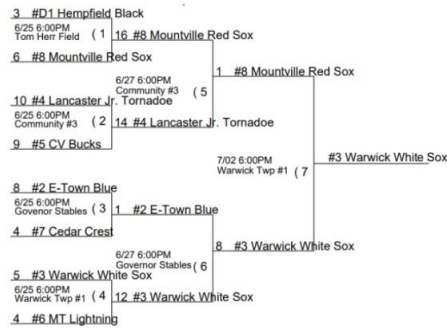 3 #D1 Hempfield Black
6/25 6:00PM
Tom Herr Field ( 1
16 #8 Mountville Red Sox
6 #8 Mountville Red Sox
6/27 6:00PM
Community #3 ( 5
1 #8 Mountville Red Sox
10 #4 Lancaster Jr. Tornadoe
6/25 6:00PM
Community #3 ( 2
14 #4 Lancaster Jr. Tornadoe
9 #5 CV Bucks
7/02 6:00PM
Warwick Twp #1 ( 7
#3 Warwick White Sox
8 #2 E-Town Blue
6/25 6:00PM
Govenor Stables ( 3
1 #2 E-Town Blue
4 #7 Cedar Crest
6/27 6:00PM
Governor Stables ( 6
8 #3 Warwick White Sox
5 #3 Warwick White Sox
6/25 6:00PM
Warwick Twp #1 ( 4
12 #3 Warwick White Sox
4 #6 MT Lightning